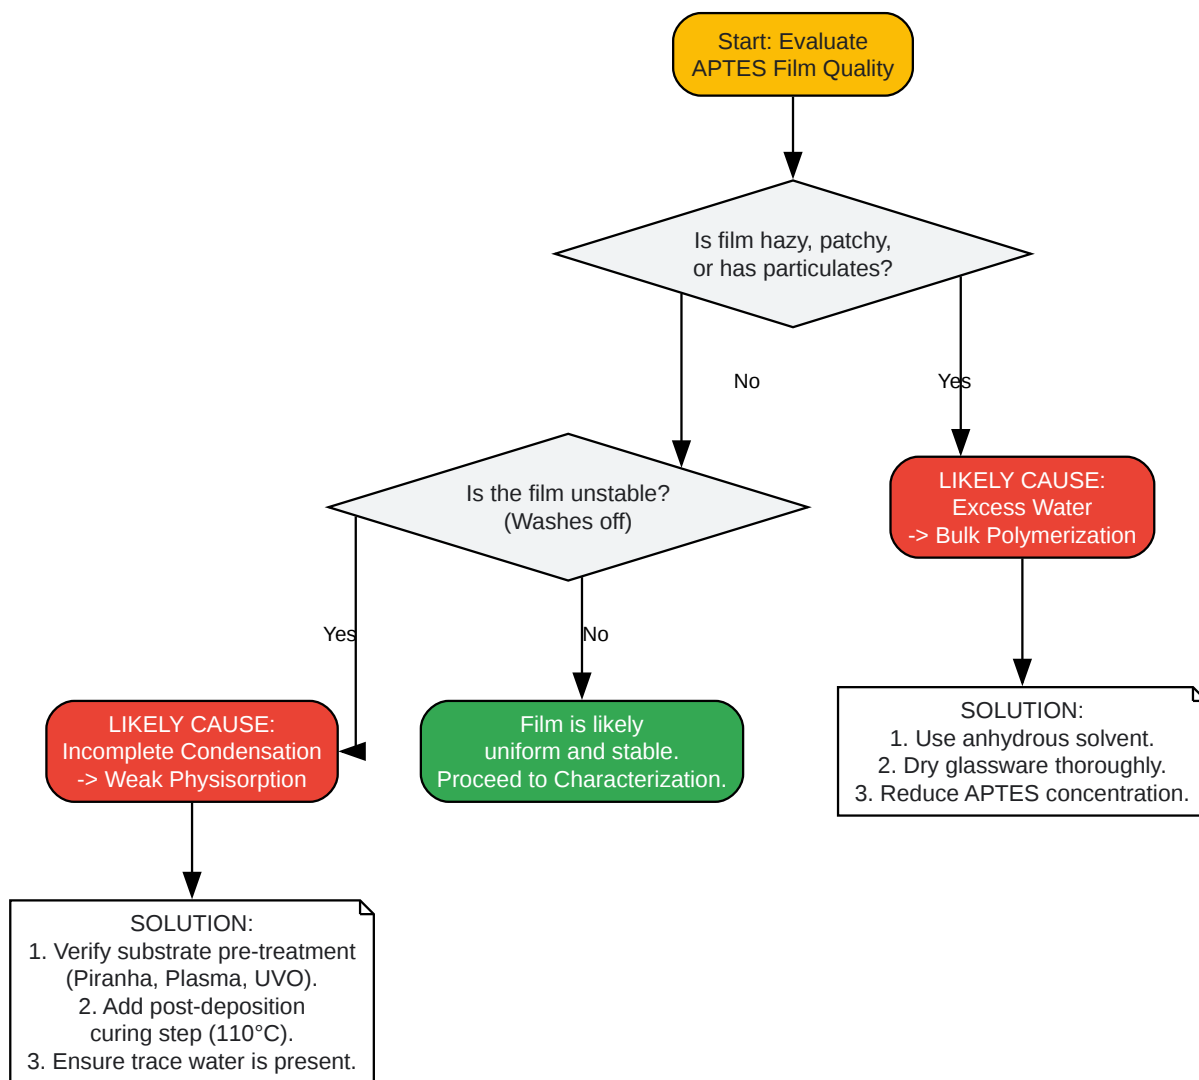 Start: Evaluate
APTES Film Quality
Is film hazy, patchy,
or has particulates?
No
Yes
Is the film unstable?
(Washes off)
LIKELY CAUSE:
Excess Water
-> Bulk Polymerization
Yes
No
LIKELY CAUSE:
Incomplete Condensation
-> Weak Physisorption
Film is likely
uniform and stable.
Proceed to Characterization.
SOLUTION:
1. Use anhydrous solvent.
2. Dry glassware thoroughly.
3. Reduce APTES concentration.
SOLUTION:
1. Verify substrate pre-treatment
(Piranha, Plasma, UVO).
2. Add post-deposition
curing step (110°C).
3. Ensure trace water is present.